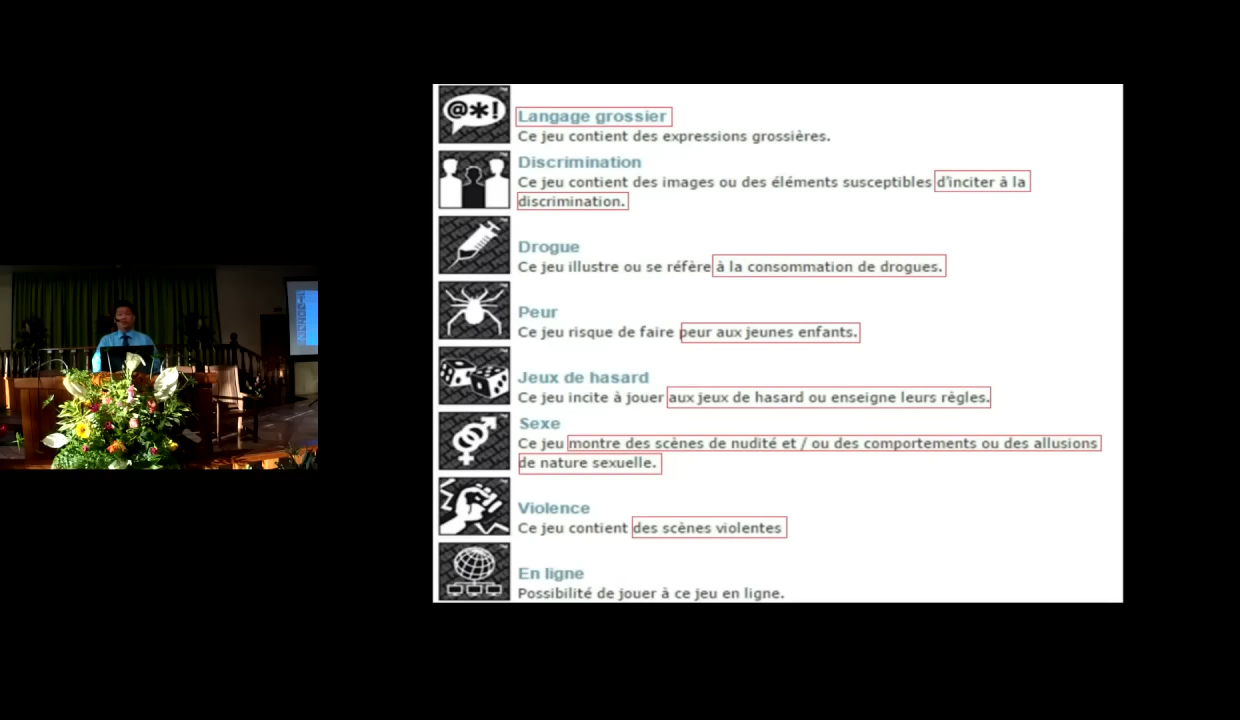 @*!
Langage grossier
Ce jeu contient des expressions grossières.
Discrimination
Ce jeu contient des images ou des éléments susceptibles d'inciter à la
discrimination.
Drogue
Ce jeu illustre ou se réfère à la consommation de drogues.
Peur
Ce jeu risque de faire peur aux jeunes enfants.
Jeux de hasard
Ce jeu incite à jouer aux jeux de hasard ou enseigne leurs règles.
Sexe
Ce jeu montre des scènes de nudité et / ou des comportements ou des allusions
de nature sexuelle.
Violence
Ce jeu contient des scènes violentes
En ligne
Possibilité de jouer à ce jeu en ligne.